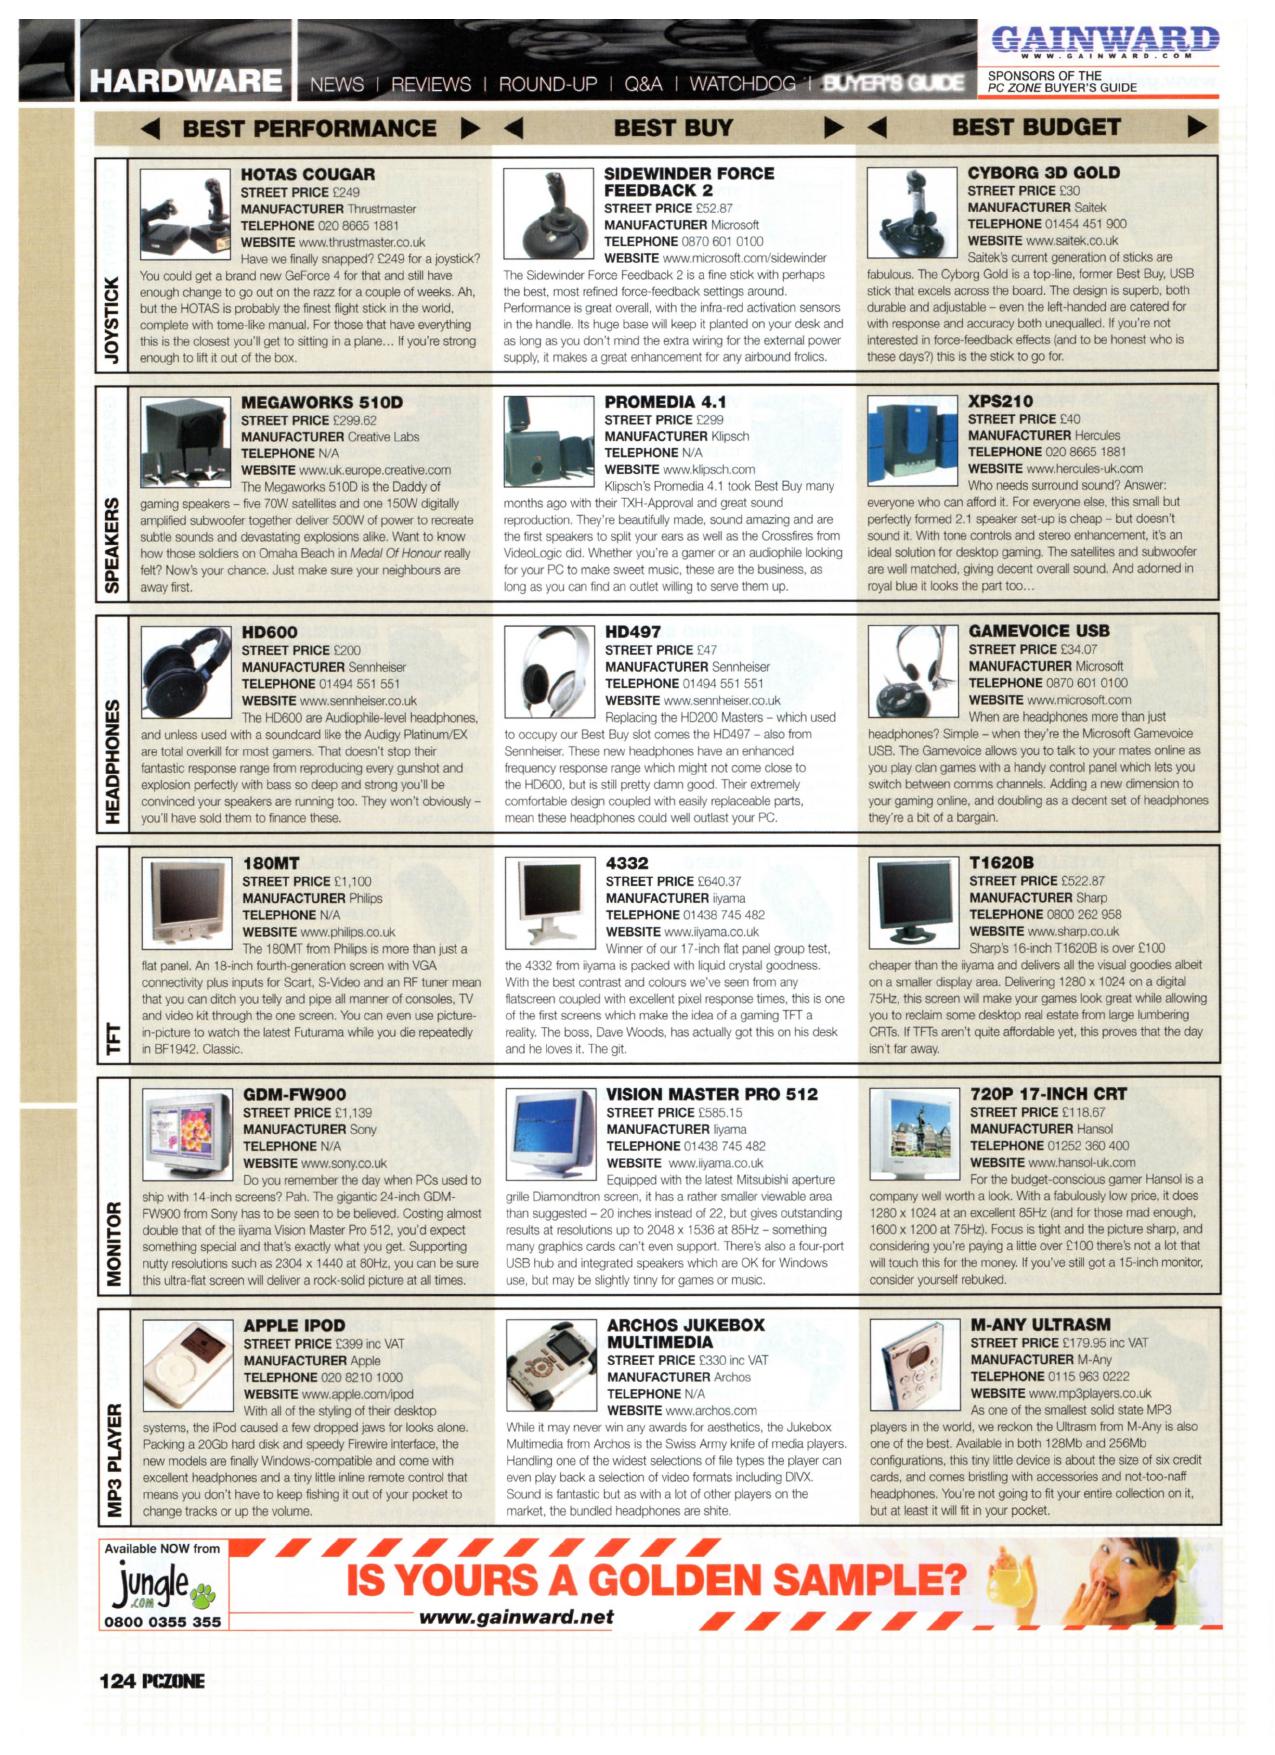 HARDWARE
NEWS | REVIEWS | ROUND-UP | Q&A | WATCHDOG | BUYER'S GUIDE
GAINWARD
WWW.GAINWARD.COM
SPONSORS OF THE
PC ZONE BUYER'S GUIDE
BEST PERFORMANCE
BEST BUY
BEST BUDGET
JOYSTICK
HOTAS COUGAR
STREET PRICE £249
MANUFACTURER Thrustmaster
TELEPHONE 020 8665 1881
WEBSITE www.thrustmaster.co.uk
Have we finally snapped? £249 for a joystick?
You could get a brand new GeForce 4 for that and still have
enough change to go out on the razz for a couple of weeks. Ah,
but the HOTAS is probably the finest flight stick in the world,
complete with tome-like manual. For those that have everything
this is the closest you'll get to sitting in a plane... If you're strong
enough to lift it out of the box.
SIDEWINDER FORCE
FEEDBACK 2
STREET PRICE £52.87
MANUFACTURER Microsoft
TELEPHONE 0870 601 0100
WEBSITE www.microsoft.com/sidewinder
The Sidewinder Force Feedback 2 is a fine stick with perhaps
the best, most refined force-feedback settings around.
Performance is great overall, with the infra-red activation sensors
in the handle. Its huge base will keep it planted on your desk and
as long as you don't mind the extra wiring for the external power
supply, it makes a great enhancement for any airbound frolics.
CYBORG 3D GOLD
STREET PRICE £30
MANUFACTURER Saitek
TELEPHONE 01454 451 900
WEBSITE www.saitek.co.uk
Saitek's current generation of sticks are
fabulous. The Cyborg Gold is a top-line, former Best Buy, USB
stick that excels across the board. The design is superb, both
durable and adjustable – even the left-handed are catered for
with response and accuracy both unequalled. If you're not
interested in force-feedback effects (and to be honest who is
these days?) this is the stick to go for.
SPEAKERS
MEGAWORKS 510D
STREET PRICE £299.62
MANUFACTURER Creative Labs
TELEPHONE N/A
WEBSITE www.uk.europe.creative.com
The Megaworks 510D is the Daddy of
gaming speakers – five 70W satellites and one 150W digitally
amplified subwoofer together deliver 500W of power to recreate
subtle sounds and devastating explosions alike. Want to know
how those soldiers on Omaha Beach in Medal Of Honour really
felt? Now's your chance. Just make sure your neighbours are
away first.
PROMEDIA 4.1
STREET PRICE £299
MANUFACTURER Klipsch
TELEPHONE N/A
WEBSITE www.klipsch.com
Klipsch's Promedia 4.1 took Best Buy many
months ago with their TXH-Approval and great sound
reproduction. They're beautifully made, sound amazing and are
the first speakers to split your ears as well as the Crossfires from
VideoLogic did. Whether you're a gamer or an audiophile looking
for your PC to make sweet music, these are the business, as
long as you can find an outlet willing to serve them up.
XPS210
STREET PRICE £40
MANUFACTURER Hercules
TELEPHONE 020 8665 1881
WEBSITE www.hercules-uk.com
Who needs surround sound? Answer:
everyone who can afford it. For everyone else, this small but
perfectly formed 2.1 speaker set-up is cheap – but doesn't
sound it. With tone controls and stereo enhancement, it's an
ideal solution for desktop gaming. The satellites and subwoofer
are well matched, giving decent overall sound. And adorned in
royal blue it looks the part too...
HEADPHONES
HD600
STREET PRICE £200
MANUFACTURER Sennheiser
TELEPHONE 01494 551 551
WEBSITE www.sennheiser.co.uk
The HD600 are Audiophile-level headphones,
and unless used with a soundcard like the Audigy Platinum/EX
are total overkill for most gamers. That doesn't stop their
fantastic response range from reproducing every gunshot and
explosion perfectly with bass so deep and strong you'll be
convinced your speakers are running too. They won't obviously –
you'll have sold them to finance these.
HD497
STREET PRICE £47
MANUFACTURER Sennheiser
TELEPHONE 01494 551 551
WEBSITE www.sennheiser.co.uk
Replacing the HD200 Masters – which used
to occupy our Best Buy slot comes the HD497 – also from
Sennheiser. These new headphones have an enhanced
frequency response range which might not come close to
the HD600, but is still pretty damn good. Their extremely
comfortable design coupled with easily replaceable parts,
mean these headphones could well outlast your PC.
GAMEVOICE USB
STREET PRICE £34.07
MANUFACTURER Microsoft
TELEPHONE 0870 601 0100
WEBSITE www.microsoft.com
When are headphones more than just
headphones? Simple – when they're the Microsoft Gamevoice
USB. The Gamevoice allows you to talk to your mates online as
you play clan games with a handy control panel which lets you
switch between comms channels. Adding a new dimension to
your gaming online, and doubling as a decent set of headphones
they're a bit of a bargain.
TFT
180MT
STREET PRICE £1,100
MANUFACTURER Philips
TELEPHONE N/A
WEBSITE www.philips.co.uk
The 180MT from Philips is more than just a
flat panel. An 18-inch fourth-generation screen with VGA
connectivity plus inputs for Scart, S-Video and an RF tuner mean
that you can ditch you telly and pipe all manner of consoles, TV
and video kit through the one screen. You can even use picture-
in-picture to watch the latest Futurama while you die repeatedly
in BF1942. Classic.
4332
STREET PRICE £640.37
MANUFACTURER iiyama
TELEPHONE 01438 745 482
WEBSITE www.iiyama.co.uk
Winner of our 17-inch flat panel group test,
the 4332 from iiyama is packed with liquid crystal goodness.
With the best contrast and colours we've seen from any
flatscreen coupled with excellent pixel response times, this is one
of the first screens which make the idea of a gaming TFT a
reality. The boss, Dave Woods, has actually got this on his desk
and he loves it. The git.
T1620B
STREET PRICE £522.87
MANUFACTURER Sharp
TELEPHONE 0800 262 958
WEBSITE www.sharp.co.uk
Sharp's 16-inch T1620B is over £100
cheaper than the iiyama and delivers all the visual goodies albeit
on a smaller display area. Delivering 1280 x 1024 on a digital
75Hz, this screen will make your games look great while allowing
you to reclaim some desktop real estate from large lumbering
CRTs. If TFTs aren't quite affordable yet, this proves that the day
isn't far away.
MONITOR
GDM-FW900
STREET PRICE £1,139
MANUFACTURER Sony
TELEPHONE N/A
WEBSITE www.sony.co.uk
Do you remember the day when PCs used to
ship with 14-inch screens? Pah. The gigantic 24-inch GDM-
FW900 from Sony has to be seen to be believed. Costing almost
double that of the iiyama Vision Master Pro 512, you'd expect
something special and that's exactly what you get. Supporting
nutty resolutions such as 2304 x 1440 at 80Hz, you can be sure
this ultra-flat screen will deliver a rock-solid picture at all times.
VISION MASTER PRO 512
STREET PRICE £585.15
MANUFACTURER Iiyama
TELEPHONE 01438 745 482
WEBSITE www.iiyama.co.uk
Equipped with the latest Mitsubishi aperture
grille Diamondtron screen, it has a rather smaller viewable area
than suggested – 20 inches instead of 22, but gives outstanding
results at resolutions up to 2048 x 1536 at 85Hz – something
many graphics cards can't even support. There's also a four-port
USB hub and integrated speakers which are OK for Windows
use, but may be slightly tinny for games or music.
720P 17-INCH CRT
STREET PRICE £118.67
MANUFACTURER Hansol
TELEPHONE 01252 360 400
WEBSITE www.hansol-uk.com
For the budget-conscious gamer Hansol is a
company well worth a look. With a fabulously low price, it does
1280 x 1024 at an excellent 85Hz (and for those mad enough,
1600 x 1200 at 75Hz). Focus is tight and the picture sharp, and
considering you're paying a little over £100 there's not a lot that
will touch this for the money. If you've still got a 15-inch monitor,
consider yourself rebuked.
MP3 PLAYER
APPLE IPOD
STREET PRICE £399 inc VAT
MANUFACTURER Apple
TELEPHONE 020 8210 1000
WEBSITE www.apple.com/ipod
With all of the styling of their desktop
systems, the iPod caused a few dropped jaws for looks alone.
Packing a 20Gb hard disk and speedy Firewire interface, the
new models are finally Windows-compatible and come with
excellent headphones and a tiny little inline remote control that
means you don't have to keep fishing it out of your pocket to
change tracks or up the volume.
ARCHOS JUKEBOX
MULTIMEDIA
STREET PRICE £330 inc VAT
MANUFACTURER Archos
TELEPHONE N/A
WEBSITE www.archos.com
While it may never win any awards for aesthetics, the Jukebox
Multimedia from Archos is the Swiss Army knife of media players.
Handling one of the widest selections of file types the player can
even play back a selection of video formats including DIVX.
Sound is fantastic but as with a lot of other players on the
market, the bundled headphones are shite.
M-ANY ULTRASM
STREET PRICE £179.95 inc VAT
MANUFACTURER M-Any
TELEPHONE 0115 963 0222
WEBSITE www.mp3players.co.uk
As one of the smallest solid state MP3
players in the world, we reckon the Ultrasm from M-Any is also
one of the best. Available in both 128Mb and 256Mb
configurations, this tiny little device is about the size of six credit
cards, and comes bristling with accessories and not-too-naff
headphones. You're not going to fit your entire collection on it,
but at least it will fit in your pocket.
Available NOW from
jungle
.COM
0800 0355 355
IS YOURS A GOLDEN SAMPLE?
www.gainward.net
124 PCZONE